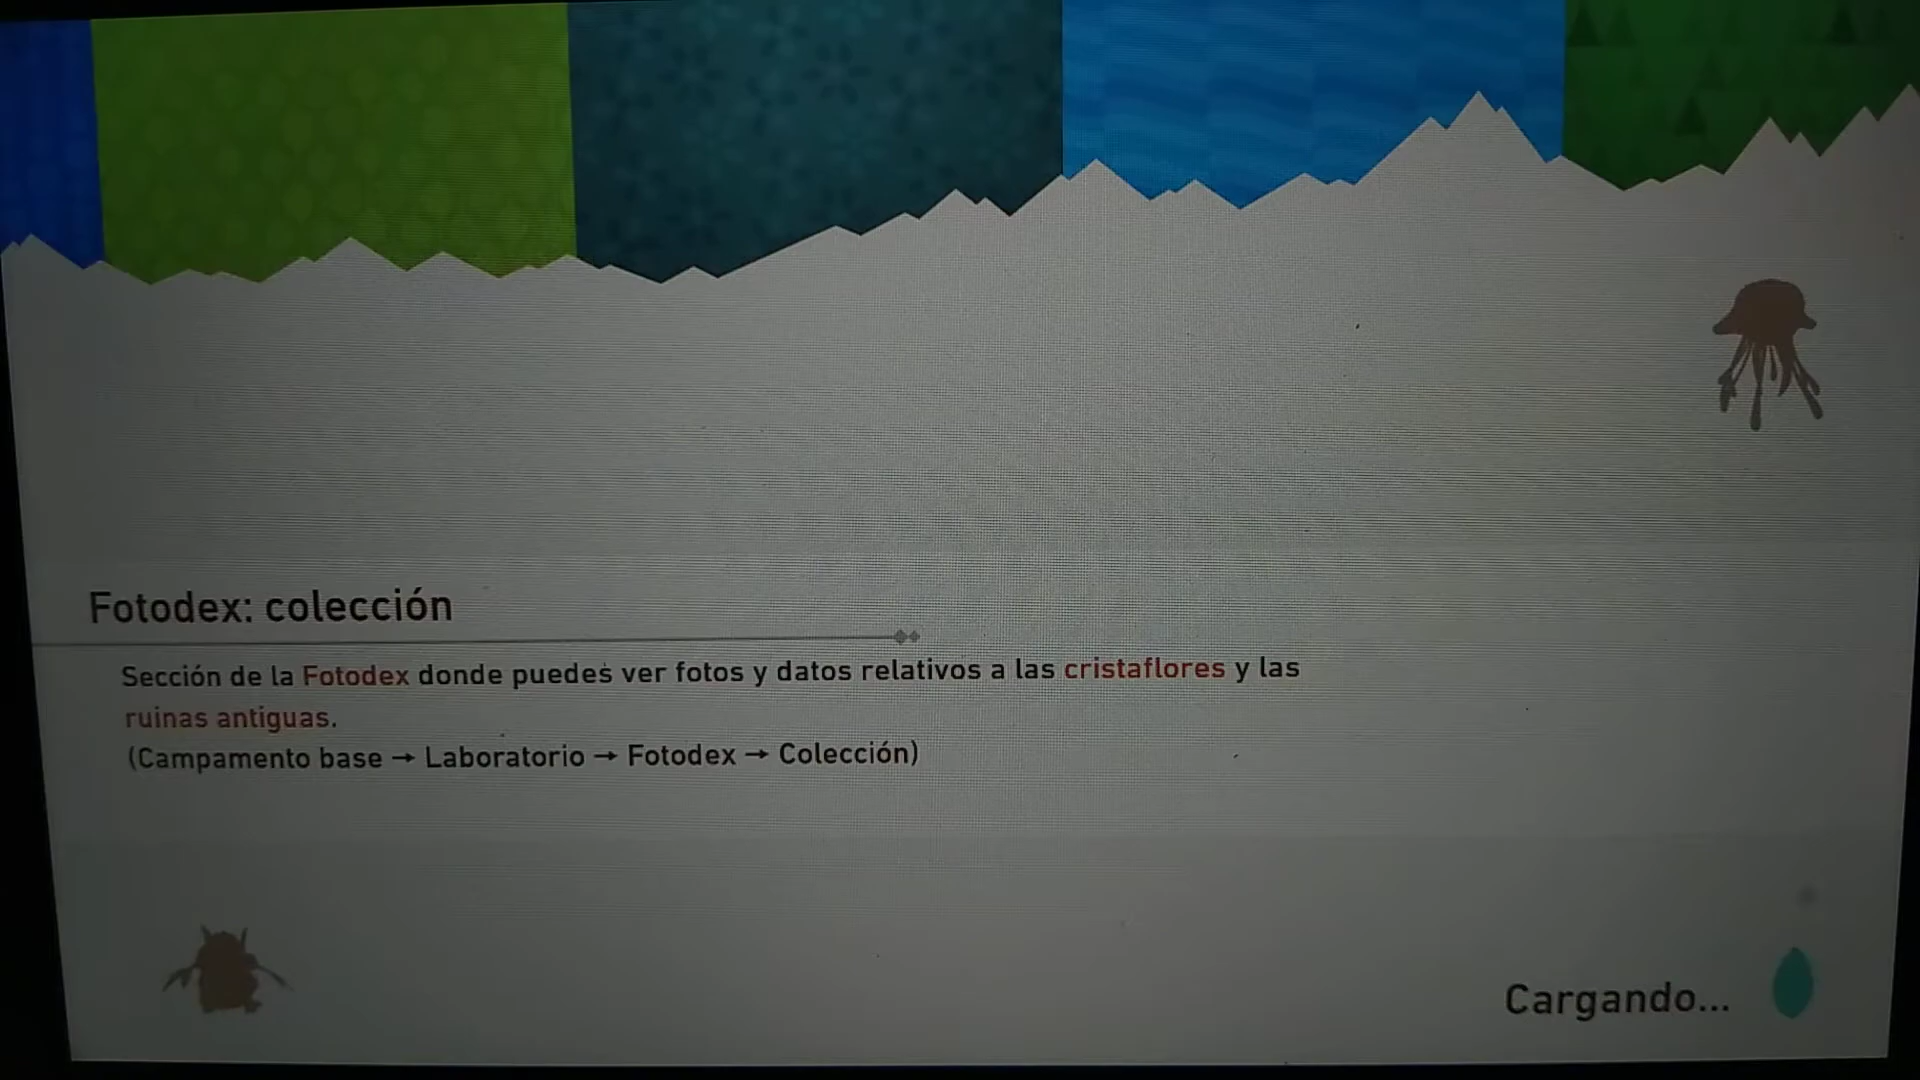 Fotodex: colección
Sección de la Fotodex donde puedes ver fotos y datos relativos a las cristaflores y las
ruinas antiguas.
(Campamento base → Laboratorio → Fotodex → Colección)
Cargando...